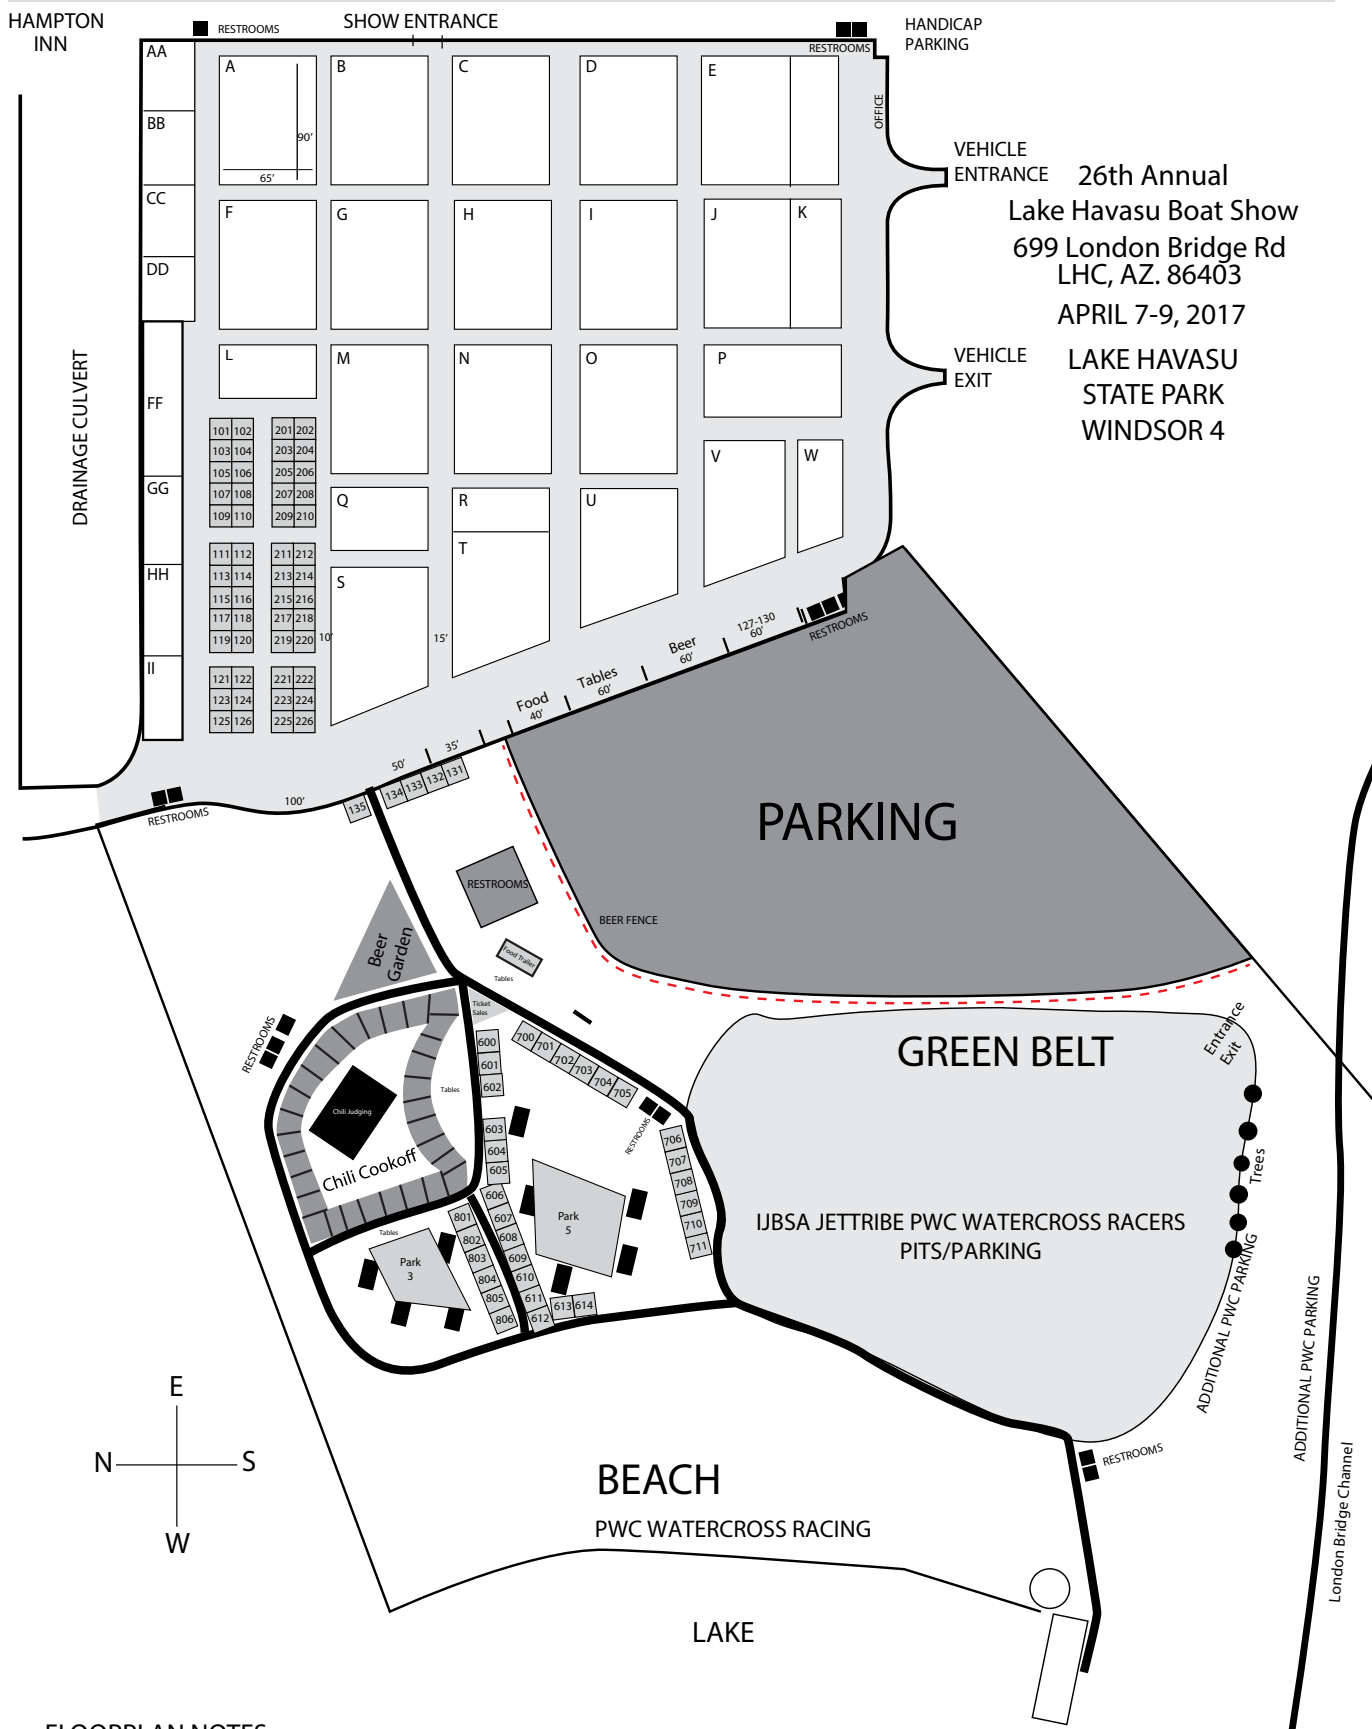 HAMPTON
INN
RESTROOMS
SHOW ENTRANCE
RESTROOMS
HANDICAP
PARKING
OFFICE
AA
BB
CC
DD
FF
GG
HH
II
A
90'
65'
B
C
D
E
F
G
H
I
J
K
L
M
N
O
P
Q
R
S
T
U
V
W
VEHICLE
ENTRANCE
VEHICLE
EXIT
26th Annual
Lake Havasu Boat Show
699 London Bridge Rd
LHC, AZ. 86403
APRIL 7-9, 2017
LAKE HAVASU
STATE PARK
WINDSOR 4
DRAINAGE CULVERT
101 102 201 202
103 104 203 204
105 106 205 206
107 108 207 208
109 110 209 210
111 112 211 212
113 114 213 214
115 116 215 216
117 118 217 218
119 120 219 220
10'
15'
121 122 221 222
123 124 223 224
125 126 225 226
127-130
60'
RESTROOMS
Beer
60'
Tables
60'
Food
40'
35'
50'
100'
RESTROOMS
135 134 133 132 131
PARKING
RESTROOMS
BEER FENCE
Food Trailer
Tables
Beer
Garden
Ticket
Sales
RESTROOMS
Chili Judging
Chili Cookoff
Tables
Tables
600
601
602
603
604
605
606
607
608
609
610
611
612
613 614
700
701
702
703
704
705
RESTROOMS
706
707
708
709
710
711
801
802
803
804
805
806
Park
5
Park
3
GREEN BELT
IJBSA JETTRIBE PWC WATERCROSS RACERS
PITS/PARKING
Entrance
Exit
Trees
ADDITIONAL PWC PARKING
ADDITIONAL PWC PARKING
London Bridge Channel
RESTROOMS
E
N
S
W
BEACH
PWC WATERCROSS RACING
LAKE
FLOORPLAN NOTES